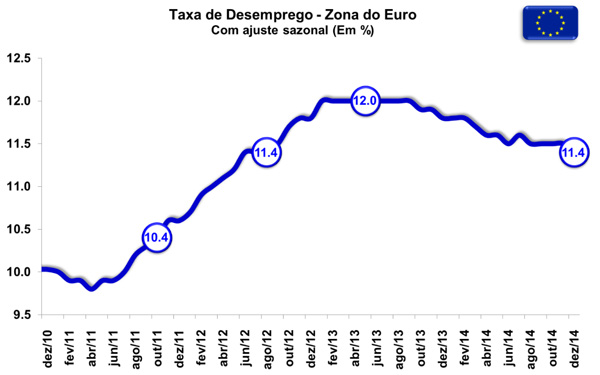 Taxa de Desemprego - Zona do Euro
Com ajuste sazonal (Em %)
12.5
12.0
11.5
11.0
10.5
10.0
9.5
10.4
11.4
12.0
11.4
dez/10
fev/11
abr/11
jun/11
ago/11
out/11
dez/11
fev/12
abr/12
jun/12
ago/12
out/12
dez/12
fev/13
abr/13
jun/13
ago/13
out/13
dez/13
fev/14
abr/14
jun/14
ago/14
out/14
dez/14